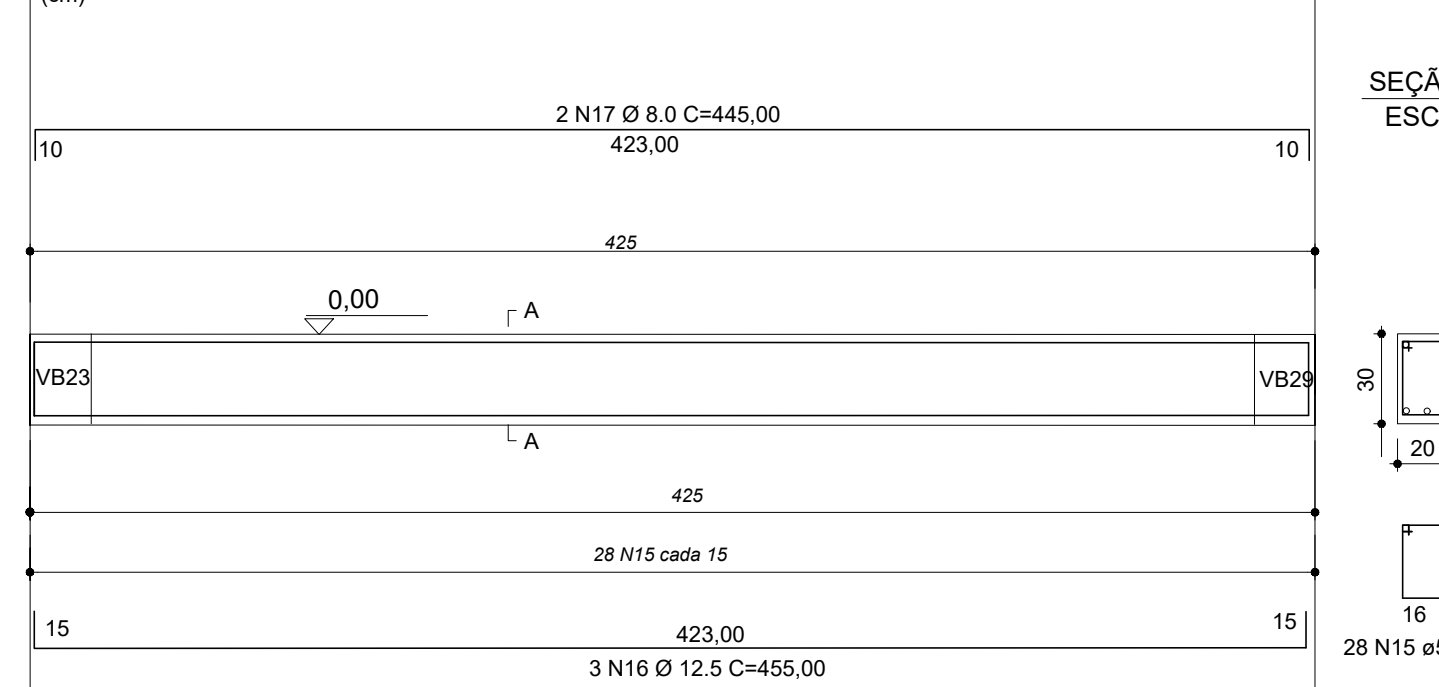 (cm)
2 N17 Ø 8.0 C=445,00
423,00
10
10
SEÇÃ
ESC
425
0,00
A
VB23
VB29
30
A
20
425
28 N15 cada 15
15
423,00
15
3 N16 Ø 12.5 C=455,00
16
28 N15 ø5